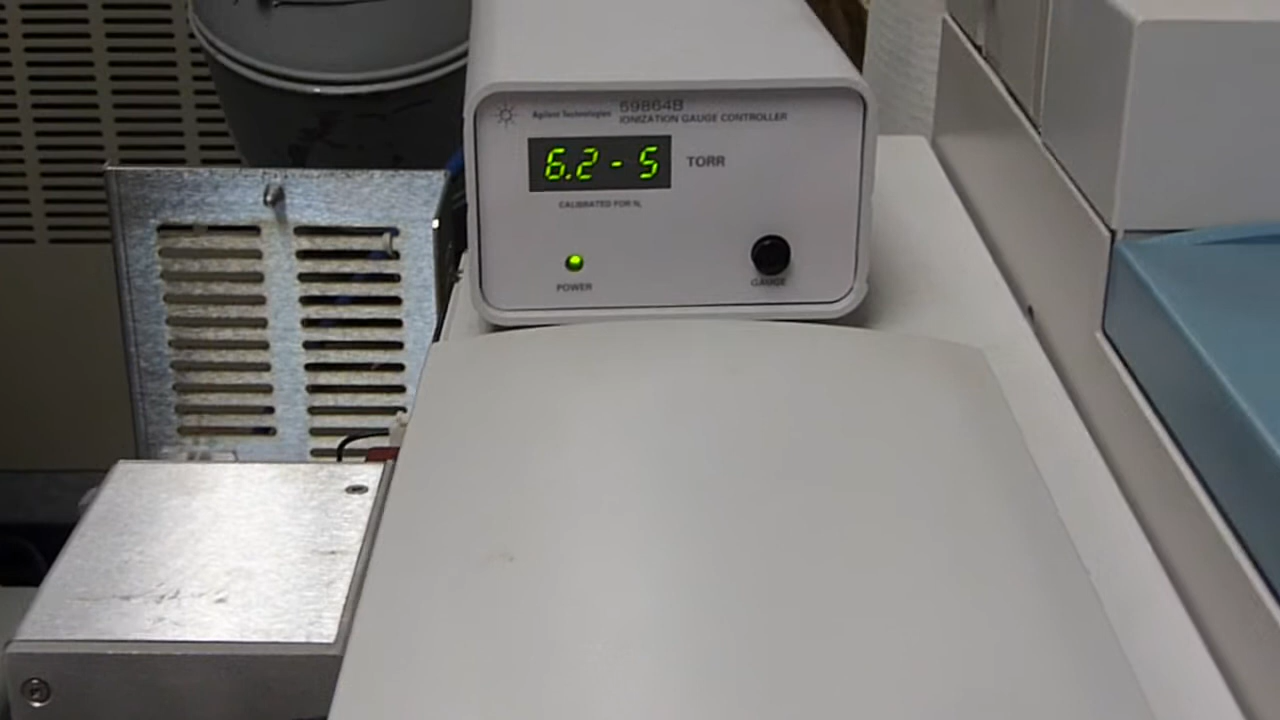 Agilent Technologies 59864B
IONIZATION GAUGE CONTROLLER
6.2 - 5 TORR
CALIBRATED FOR N₂
POWER
GAUGE